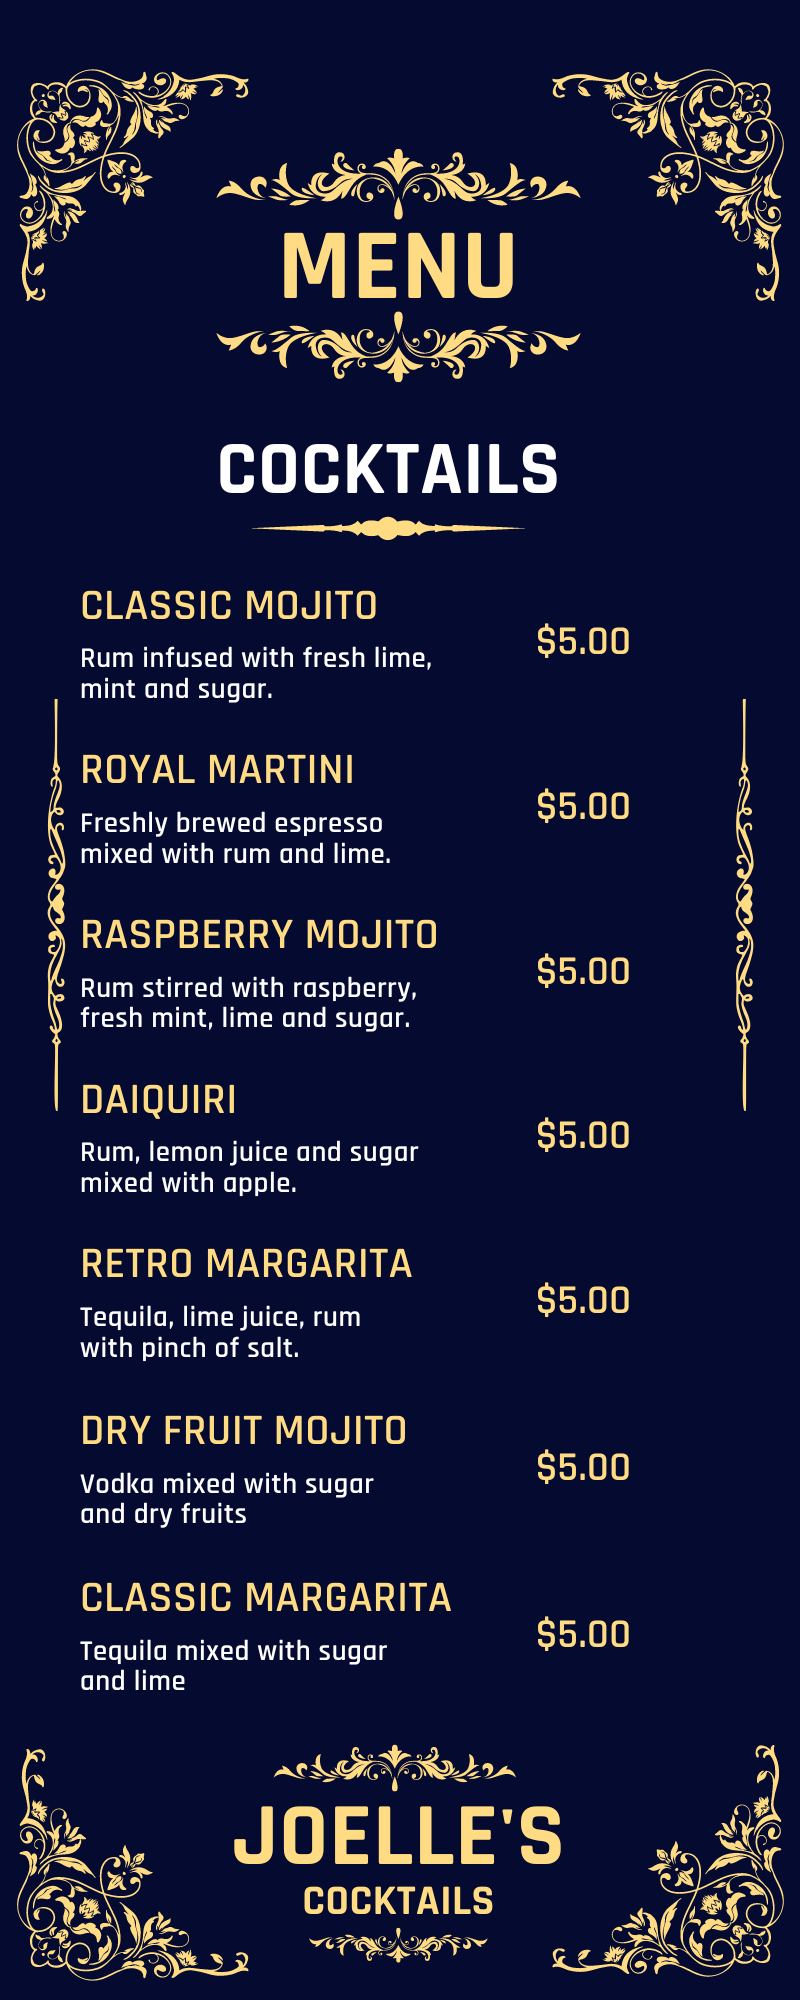 MENU
COCKTAILS
CLASSIC MOJITO
Rum infused with fresh lime,
mint and sugar.
$5.00
ROYAL MARTINI
Freshly brewed espresso
mixed with rum and lime.
$5.00
RASPBERRY MOJITO
Rum stirred with raspberry,
fresh mint, lime and sugar.
$5.00
DAIQUIRI
Rum, lemon juice and sugar
mixed with apple.
$5.00
RETRO MARGARITA
Tequila, lime juice, rum
with pinch of salt.
$5.00
DRY FRUIT MOJITO
Vodka mixed with sugar
and dry fruits
$5.00
CLASSIC MARGARITA
Tequila mixed with sugar
and lime
$5.00
JOELLE'S
COCKTAILS